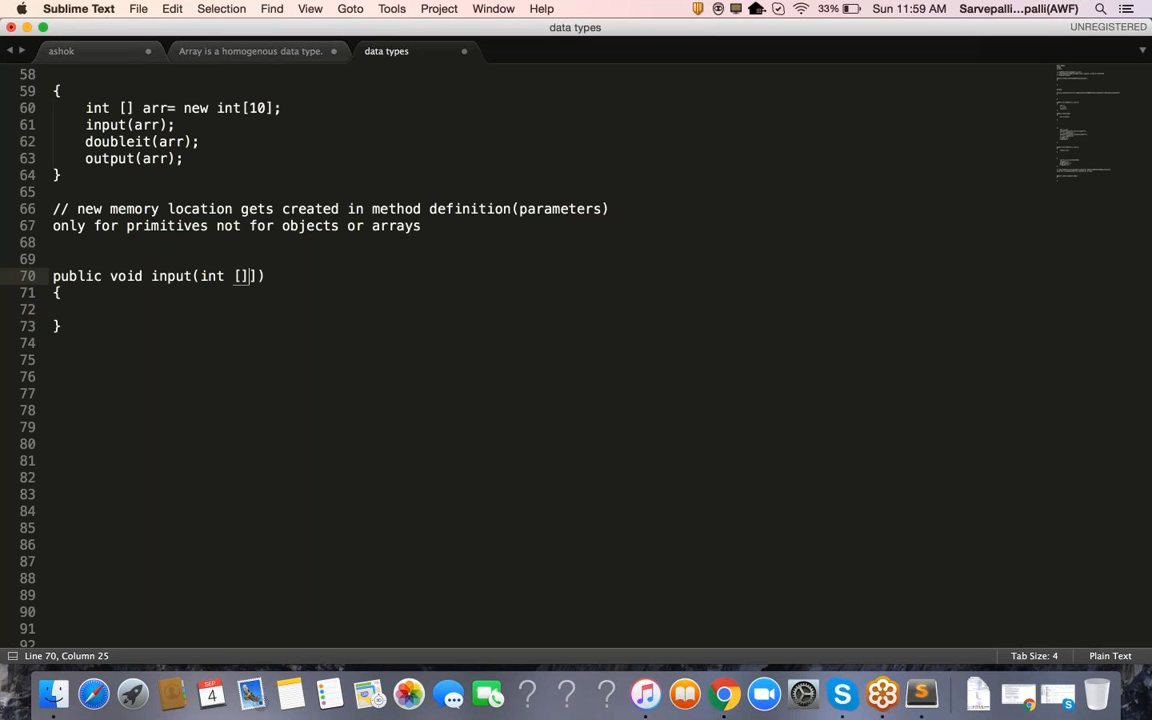 Sublime Text File Edit Selection Find View Goto Tools Project Window Help 33% Sun 11:59 AM Sarvepalli...palli(AWF)
data types UNREGISTERED
ashok Array is a homogenous data type. data types
58
59 {
60 int [] arr= new int[10];
61 input(arr);
62 doubleit(arr);
63 output(arr);
64 }
65
66 // new memory location gets created in method definition(parameters)
67 only for primitives not for objects or arrays
68
69
70 public void input(int []])
71 {
72
73 }
74
75
76
77
78
79
80
81
82
83
84
85
86
87
88
89
90
91
92
Line 70, Column 25 Tab Size: 4 Plain Text
SEP
4